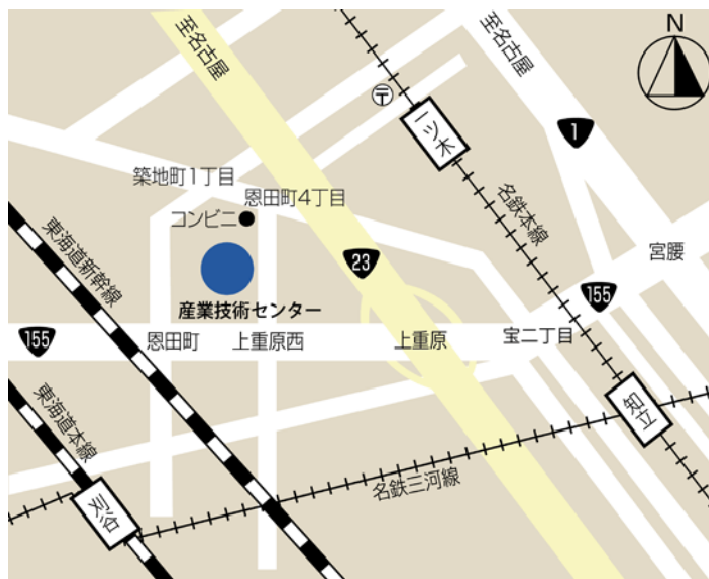 至名古屋
至名古屋
N
〒
一ツ木
1
築地町1丁目
恩田町4丁目
コンビニ
名鉄本線
東海道新幹線
23
宮腰
155
産業技術センター
155
恩田町
上重原西
上重原
宝二丁目
東海道本線
知立
名鉄三河線
刈谷